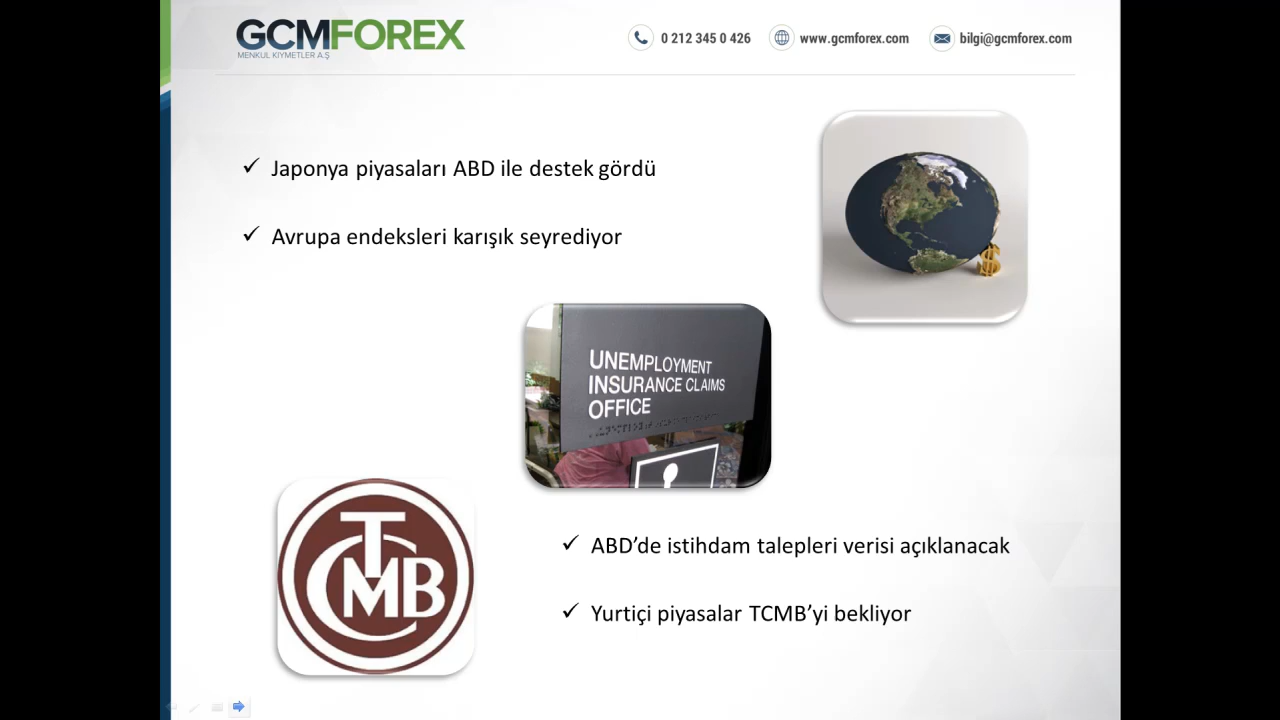 GCMFOREX
MENKUL KIYMETLER A.Ş
0 212 345 0 426
www.gcmforex.com
bilgi@gcmforex.com
Japonya piyasaları ABD ile destek gördü
Avrupa endeksleri karışık seyrediyor
$
UNEMPLOYMENT
INSURANCE CLAIMS
OFFICE
TCMB
ABD’de istihdam talepleri verisi açıklanacak
Yurtiçi piyasalar TCMB’yi bekliyor